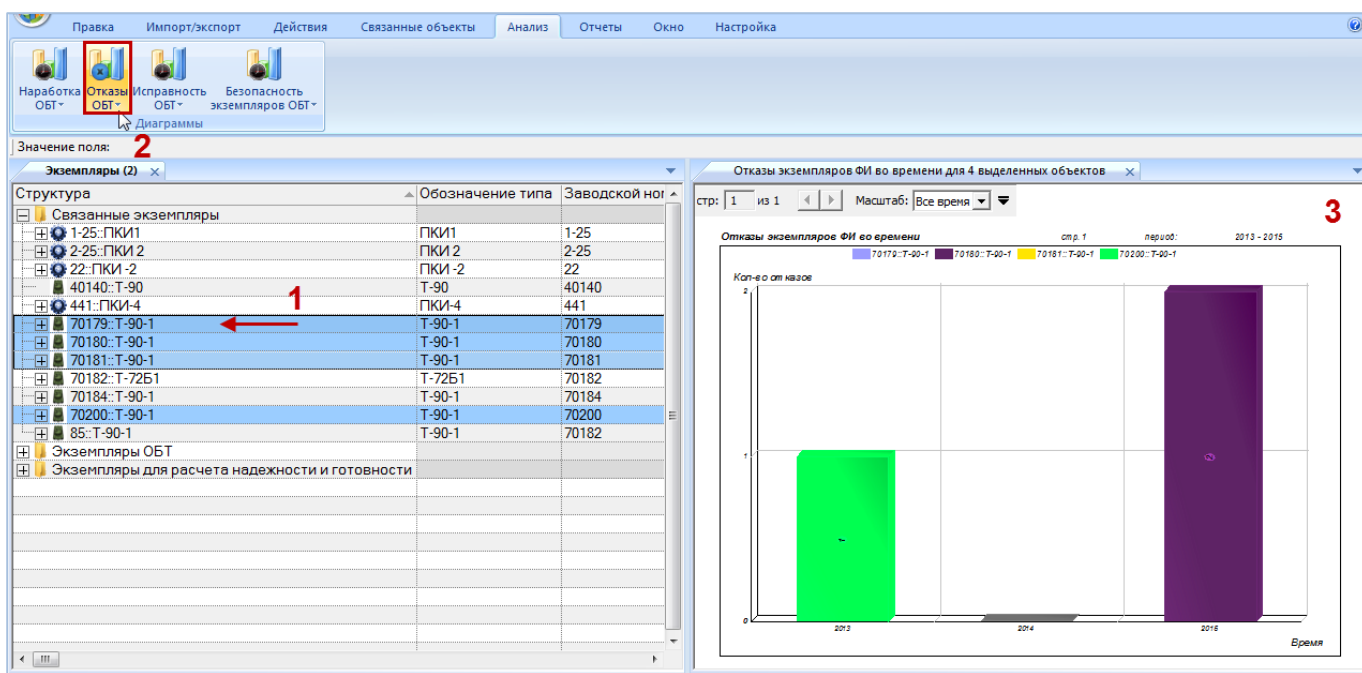 Правка Импорт/экспорт Действия Связанные объекты Анализ Отчеты Окно Настройка
Наработка ОБТ
Отказы ОБТ
Исправность ОБТ
Безопасность экземпляров ОБТ
Диаграммы
2
Значение поля:
Экземпляры (2)
Структура Обозначение типа Заводской но
Связанные экземпляры
1-25::ПКИ1 ПКИ1 1-25
2-25::ПКИ 2 ПКИ 2 2-25
22::ПКИ -2 ПКИ -2 22
40140::Т-90 Т-90 40140
441::ПКИ-4 ПКИ-4 441
1
70179::Т-90-1 Т-90-1 70179
70180::Т-90-1 Т-90-1 70180
70181::Т-90-1 Т-90-1 70181
70182::Т-72Б1 Т-72Б1 70182
70184::Т-90-1 Т-90-1 70184
70200::Т-90-1 Т-90-1 70200
85::Т-90-1 Т-90-1 70182
Экземпляры ОБТ
Экземпляры для расчета надежности и готовности
Отказы экземпляров ФИ во времени для 4 выделенных объектов
стр: 1 из 1 Масштаб: Все время
3
Отказы экземпляров ФИ во времени стр. 1 период: 2013 - 2015
70179::Т-90-1 70180::Т-90-1 70181::Т-90-1 70200::Т-90-1
Кол-во отказов
2
1
0
1
2
2013 2014 2015
Время